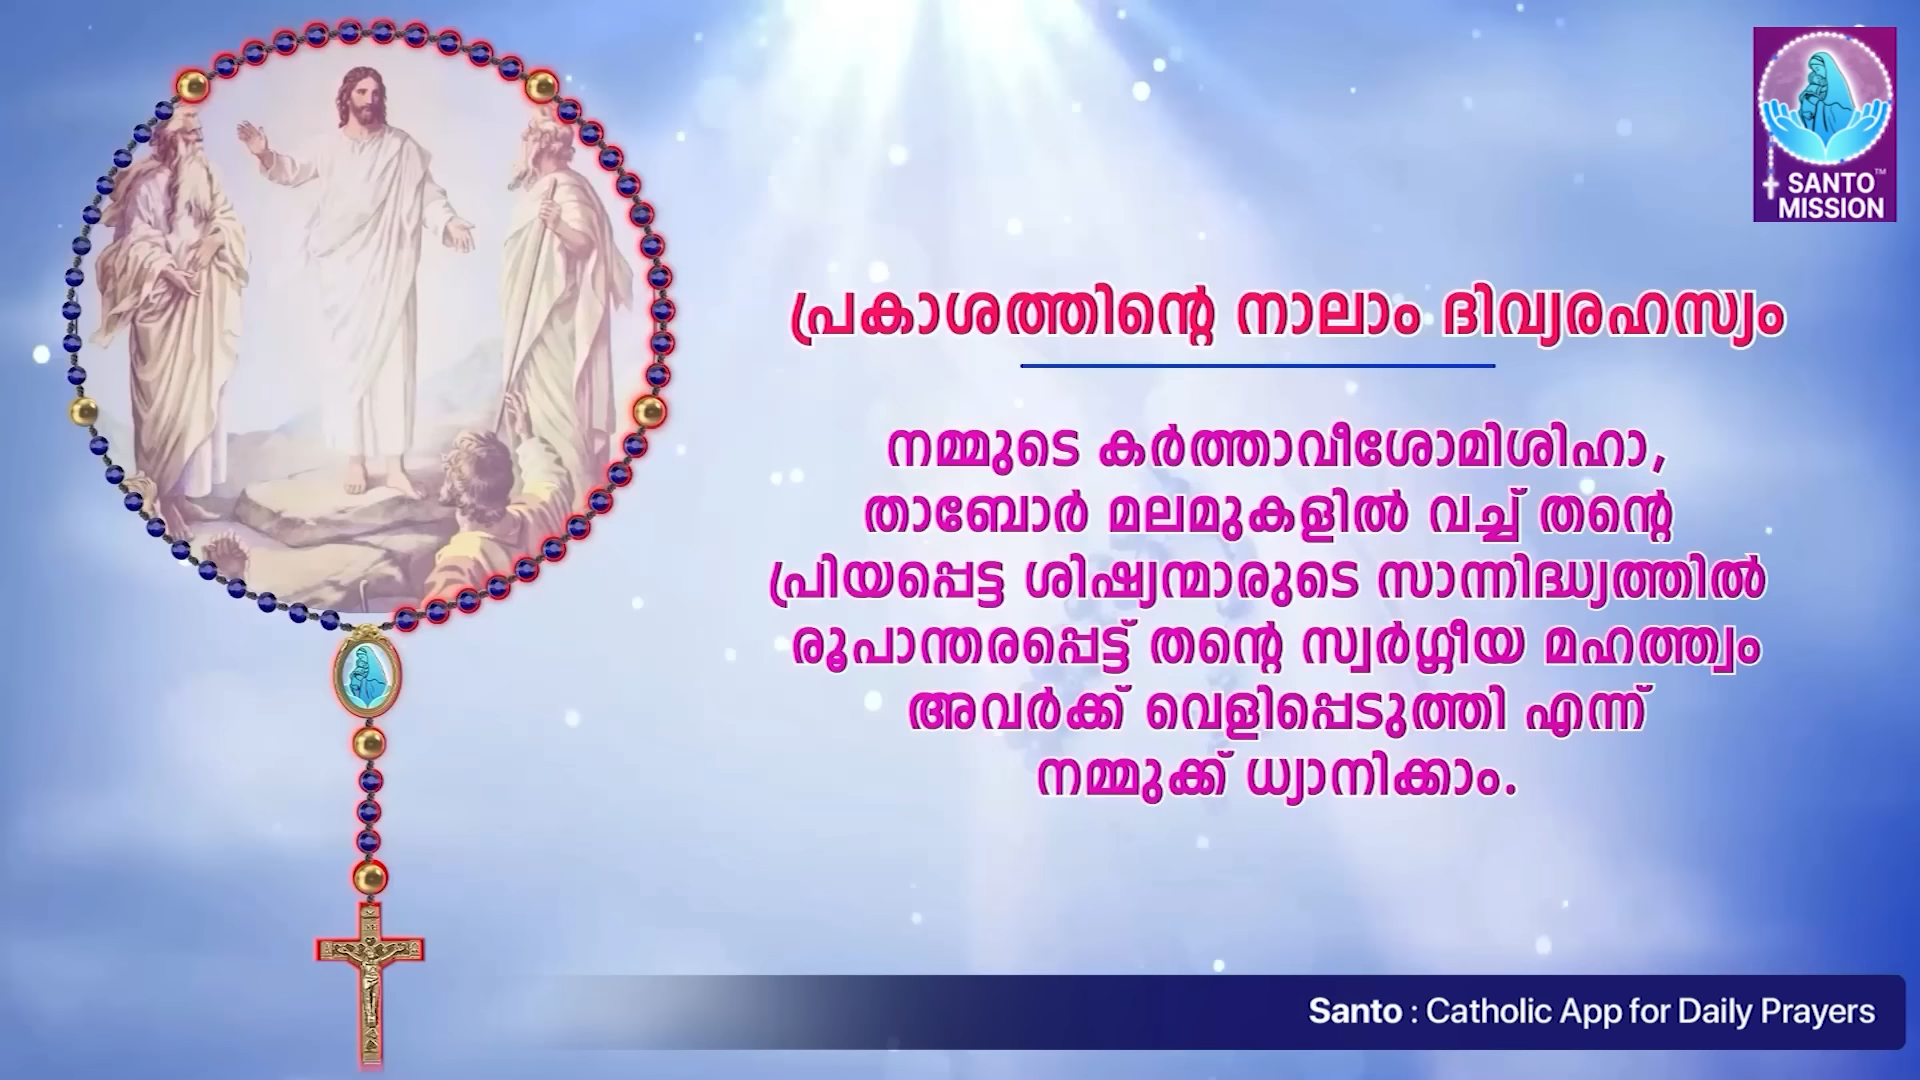 SANTO™
MISSION
പ്രകാശത്തിന്റെ നാലാം ദിവ്യരഹസ്യം
നമ്മുടെ കർത്താവീശോമിശിഹാ,
താബോർ മലമുകളിൽ വച്ച് തന്റെ
പ്രിയപ്പെട്ട ശിഷ്യന്മാരുടെ സാന്നിദ്ധ്യത്തിൽ
രൂപാന്തരപ്പെട്ട് തന്റെ സ്വർഗ്ഗീയ മഹത്ത്വം
അവർക്ക് വെളിപ്പെടുത്തി എന്ന്
നമ്മുക്ക് ധ്യാനിക്കാം.
Santo : Catholic App for Daily Prayers